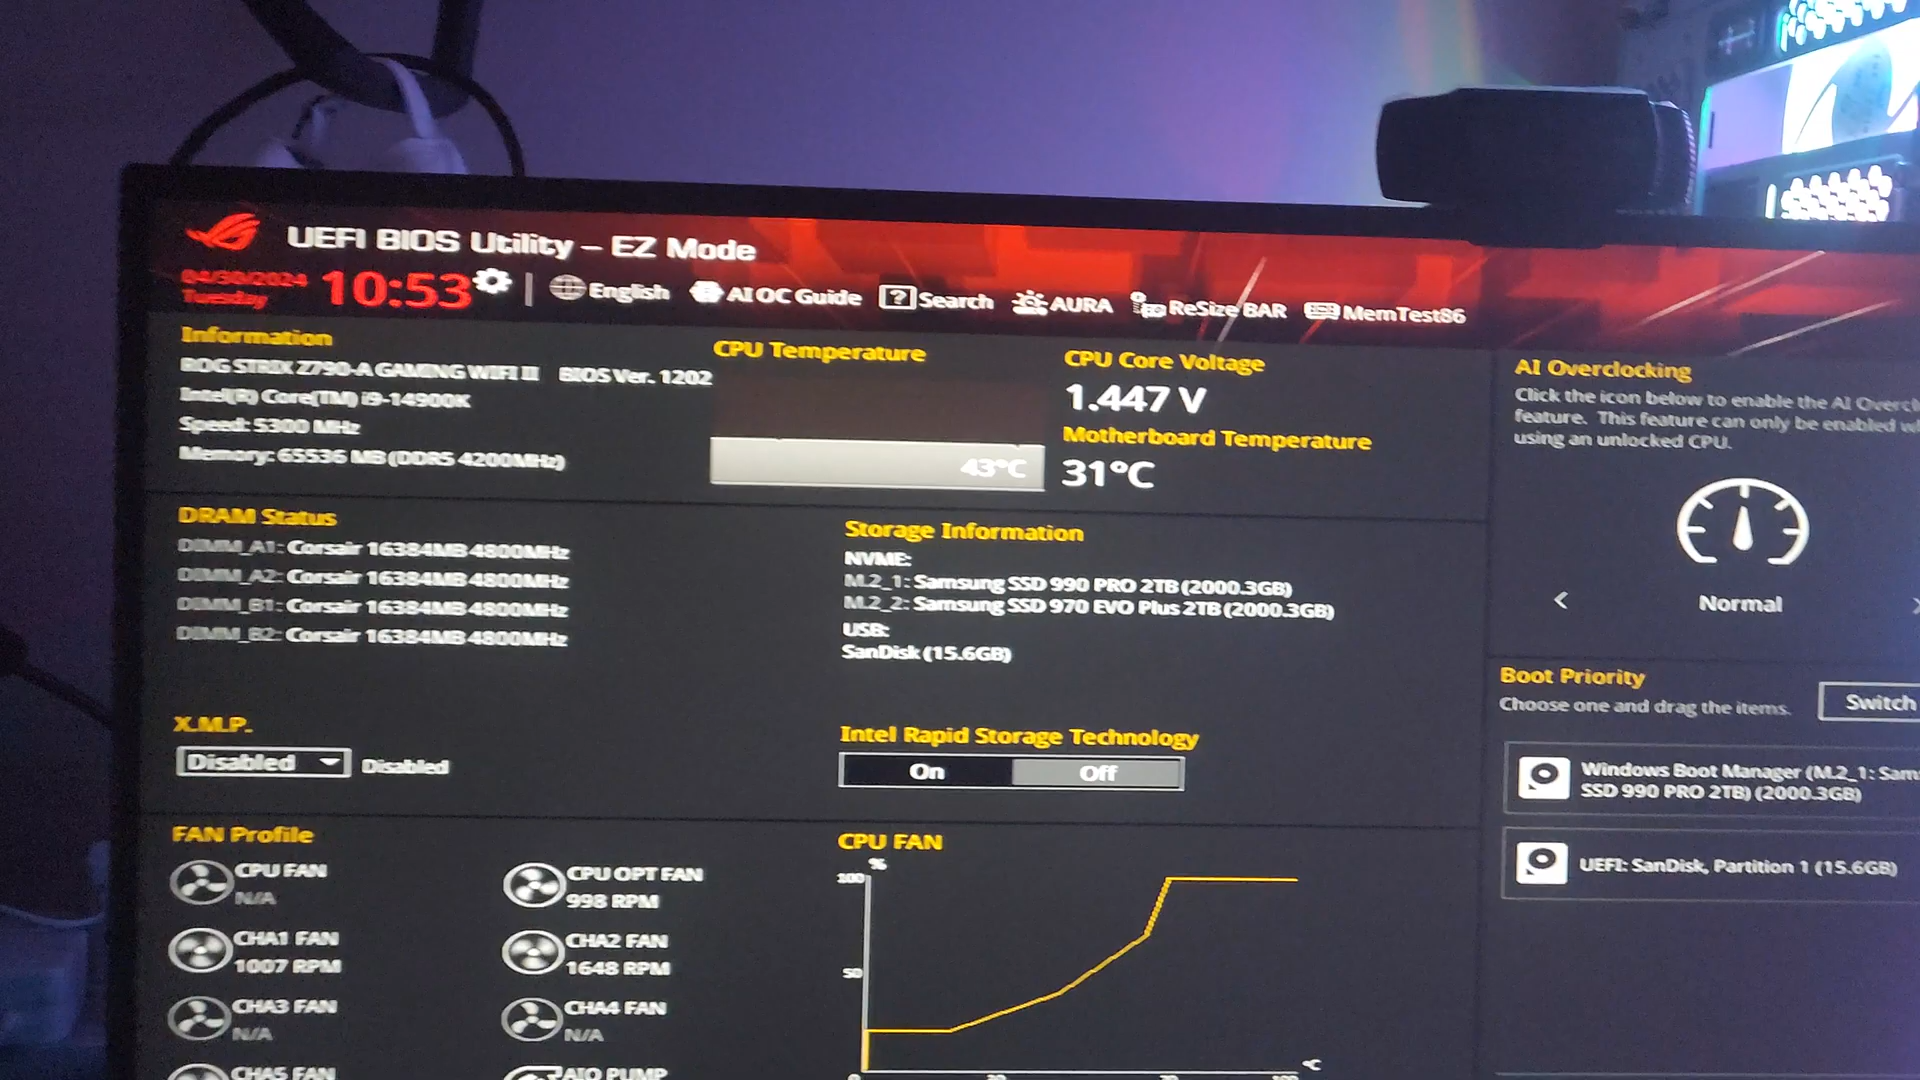 UEFI BIOS Utility – EZ Mode
04/30/2024
Tuesday
10:53
English
AI OC Guide
? Search
AURA
ReSize BAR
MemTest86
Information
ROG STRIX Z790-A GAMING WIFI II BIOS Ver. 1202
Intel(R) Core(TM) i9-14900K
Speed: 5300 MHz
Memory: 65536 MB (DDR5 4200MHz)
CPU Temperature
43°C
CPU Core Voltage
1.447 V
Motherboard Temperature
31°C
AI Overclocking
Click the icon below to enable the AI Overcl
feature. This feature can only be enabled w
using an unlocked CPU.
Normal
DRAM Status
DIMM_A1: Corsair 16384MB 4800MHz
DIMM_A2: Corsair 16384MB 4800MHz
DIMM_B1: Corsair 16384MB 4800MHz
DIMM_B2: Corsair 16384MB 4800MHz
Storage Information
NVME:
M.2_1: Samsung SSD 990 PRO 2TB (2000.3GB)
M.2_2: Samsung SSD 970 EVO Plus 2TB (2000.3GB)
USB:
SanDisk (15.6GB)
X.M.P.
Disabled
Disabled
Intel Rapid Storage Technology
On
Off
Boot Priority
Choose one and drag the items.
Switch
Windows Boot Manager (M.2_1: Sam
SSD 990 PRO 2TB) (2000.3GB)
UEFI: SanDisk, Partition 1 (15.6GB)
FAN Profile
CPU FAN
N/A
CPU OPT FAN
998 RPM
CHA1 FAN
1007 RPM
CHA2 FAN
1648 RPM
CHA3 FAN
N/A
CHA4 FAN
N/A
CHA5 FAN
AIO PUMP
CPU FAN
%
100
50
°C
0
70
100